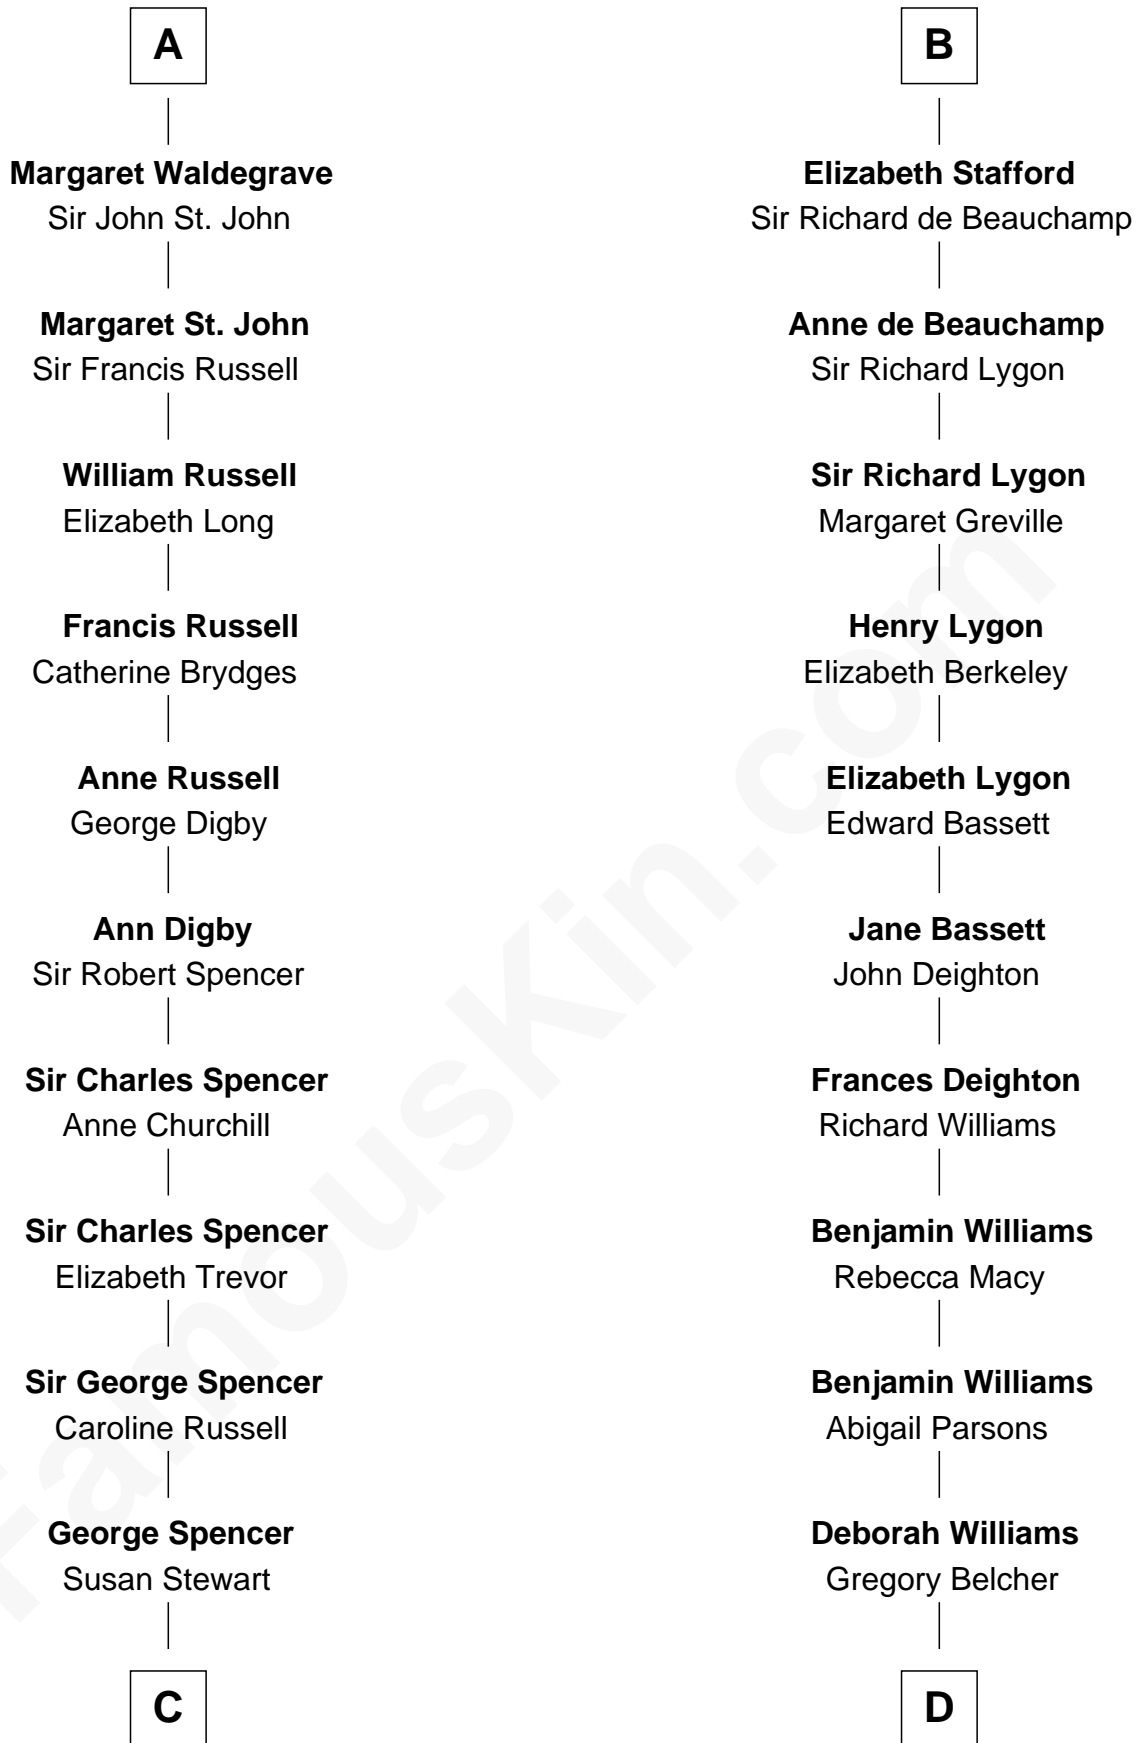 A
Margaret Waldegrave
Sir John St. John
Margaret St. John
Sir Francis Russell
William Russell
Elizabeth Long
Francis Russell
Catherine Brydges
Anne Russell
George Digby
Ann Digby
Sir Robert Spencer
Sir Charles Spencer
Anne Churchill
Sir Charles Spencer
Elizabeth Trevor
Sir George Spencer
Caroline Russell
George Spencer
Susan Stewart
C
B
Elizabeth Stafford
Sir Richard de Beauchamp
Anne de Beauchamp
Sir Richard Lygon
Sir Richard Lygon
Margaret Greville
Henry Lygon
Elizabeth Berkeley
Elizabeth Lygon
Edward Bassett
Jane Bassett
John Deighton
Frances Deighton
Richard Williams
Benjamin Williams
Rebecca Macy
Benjamin Williams
Abigail Parsons
Deborah Williams
Gregory Belcher
D
FamousKin.com